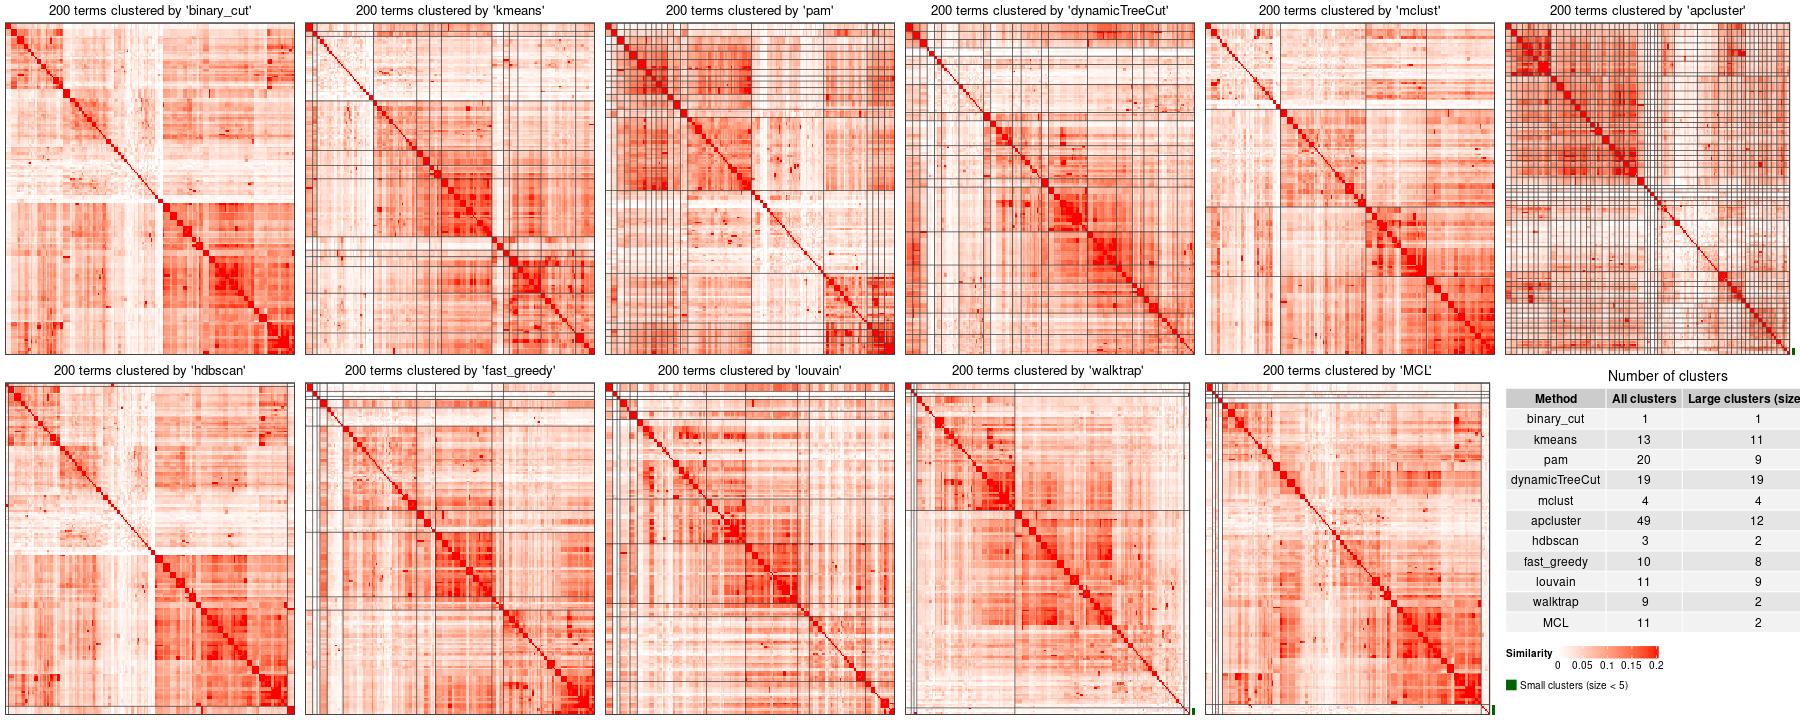 200 terms clustered by 'binary_cut'
200 terms clustered by 'kmeans'
200 terms clustered by 'pam'
200 terms clustered by 'dynamicTreeCut'
200 terms clustered by 'mclust'
200 terms clustered by 'apcluster'
200 terms clustered by 'hdbscan'
200 terms clustered by 'fast_greedy'
200 terms clustered by 'louvain'
200 terms clustered by 'walktrap'
200 terms clustered by 'MCL'
Number of clusters
Method All clusters Large clusters (size
binary_cut 1 1
kmeans 13 11
pam 20 9
dynamicTreeCut 19 19
mclust 4 4
apcluster 49 12
hdbscan 3 2
fast_greedy 10 8
louvain 11 9
walktrap 9 2
MCL 11 2
Similarity
0 0.05 0.1 0.15 0.2
Small clusters (size < 5)